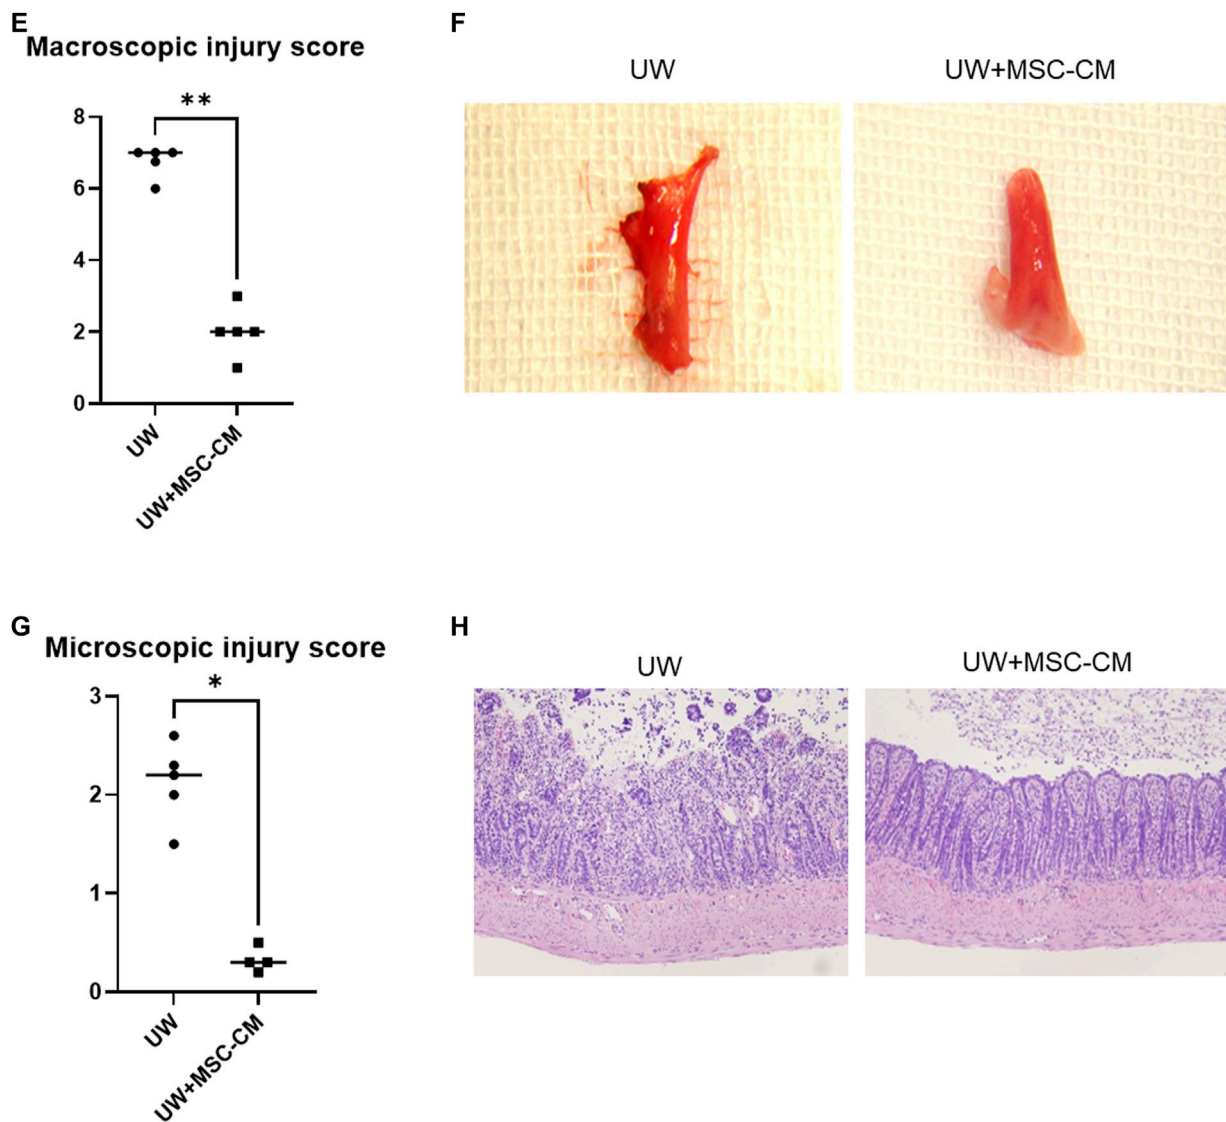 E
Macroscopic injury score
**
8
6
4
2
0
UW
UW+MSC-CM
F
UW
UW+MSC-CM
G
Microscopic injury score
*
3
2
1
0
UW
UW+MSC-CM
H
UW
UW+MSC-CM